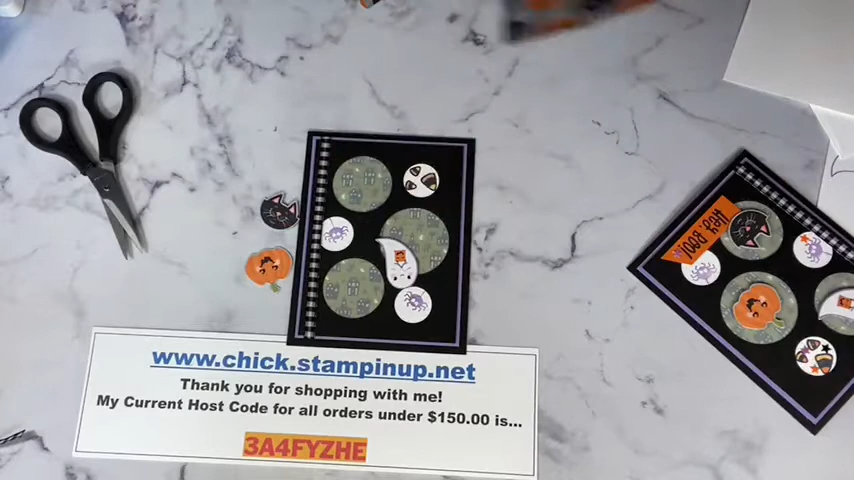 Hey, Boo!
www.chick.stampinup.net
Thank you for shopping with me!
My Current Host Code for all orders under $150.00 is...
3A4FYZHE